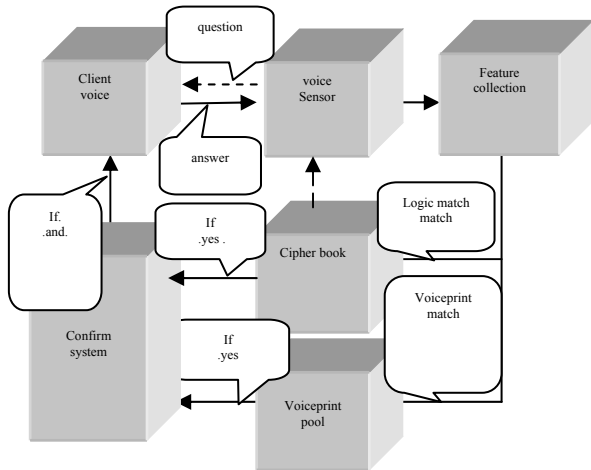 question
Client
voice
voice
Sensor
Feature
collection
answer
If.
.and.
If
.yes .
Cipher book
Logic match
match
Confirm
system
If
.yes
Voiceprint
match
Voiceprint
pool